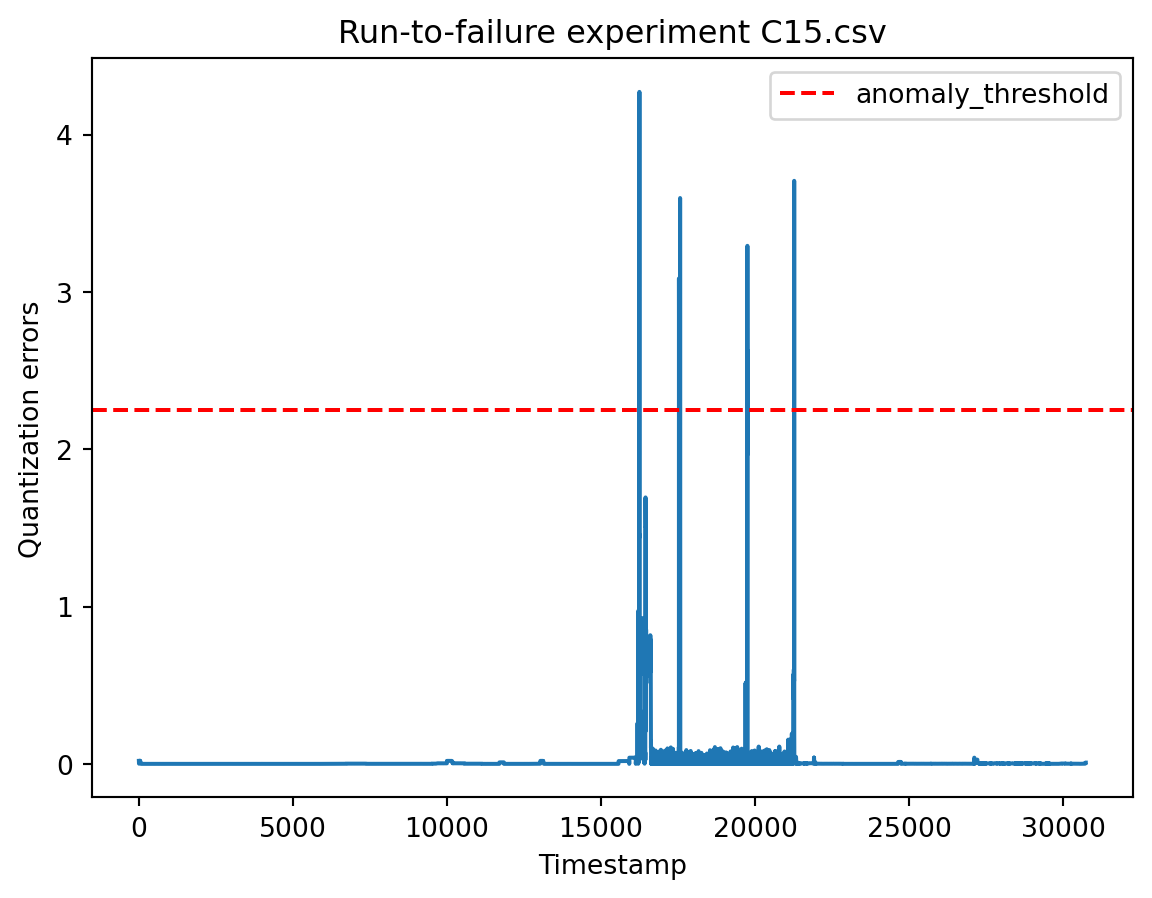 Run-to-failure experiment C15.csv
anomaly_threshold
4
3
2
1
0
Quantization errors
0 5000 10000 15000 20000 25000 30000
Timestamp